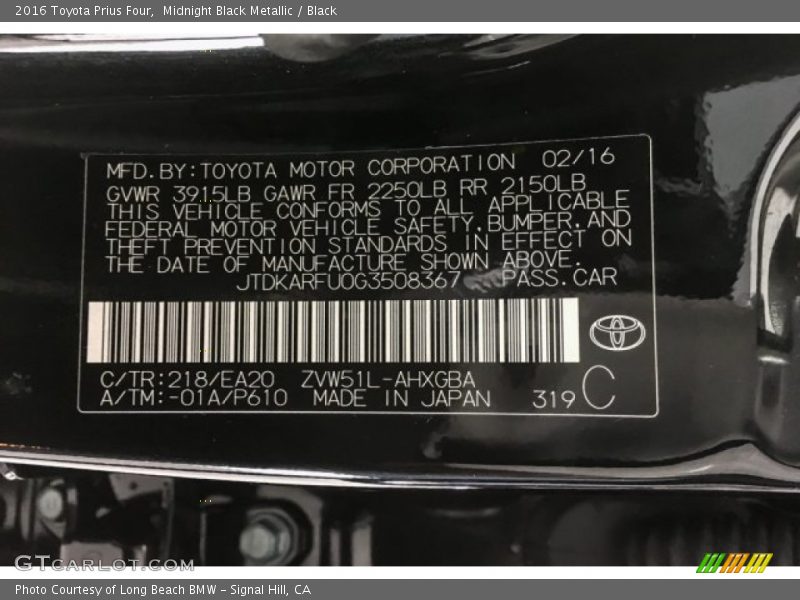 2016 Toyota Prius Four,  Midnight Black Metallic / Black
MFD.BY:TOYOTA MOTOR CORPORATION 02/16
GVWR 3915LB GAWR FR 2250LB RR 2150LB
THIS VEHICLE CONFORMS TO ALL APPLICABLE
FEDERAL MOTOR VEHICLE SAFETY,BUMPER,AND
THEFT PREVENTION STANDARDS IN EFFECT ON
THE DATE OF MANUFACTURE SHOWN ABOVE.
JTDKARFU0G3508367 PASS.CAR
C/TR:218/EA20 ZVW51L-AHXGBA
A/TM:-01A/P610 MADE IN JAPAN 319 C
GTCARLOT.COM
Photo Courtesy of Long Beach BMW - Signal Hill, CA